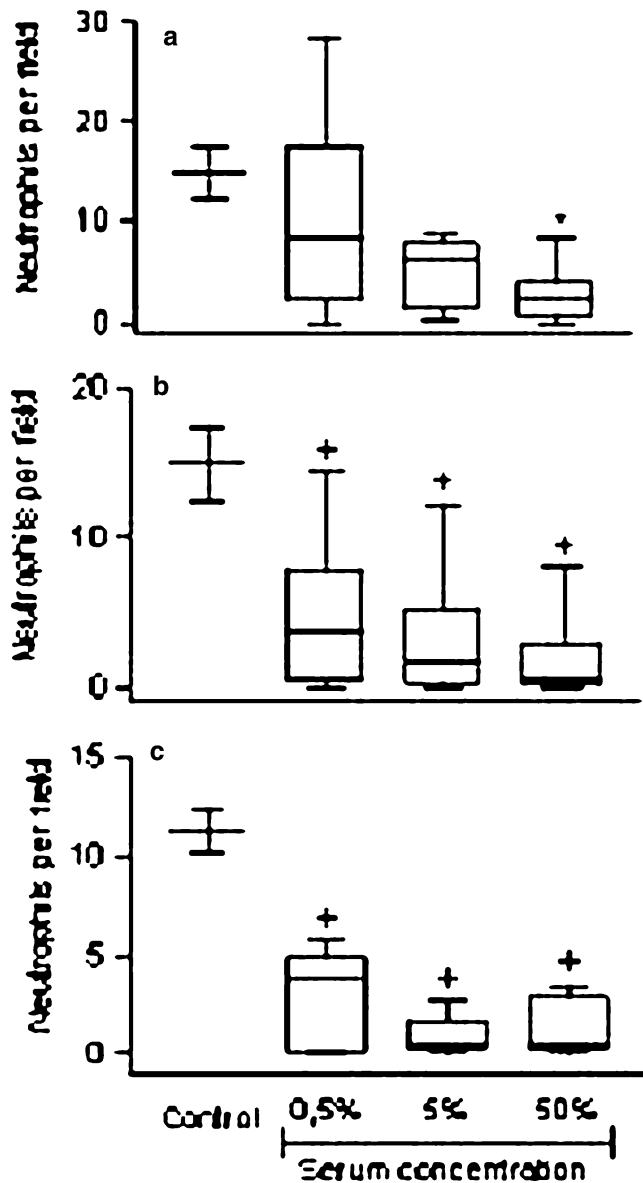 a
30
20
10
0
Neutrophils per field
b
20
10
0
Neutrophils per field
c
15
10
5
0
Neutrophils per field
Control 0,5% 5% 50%
Serum concentration